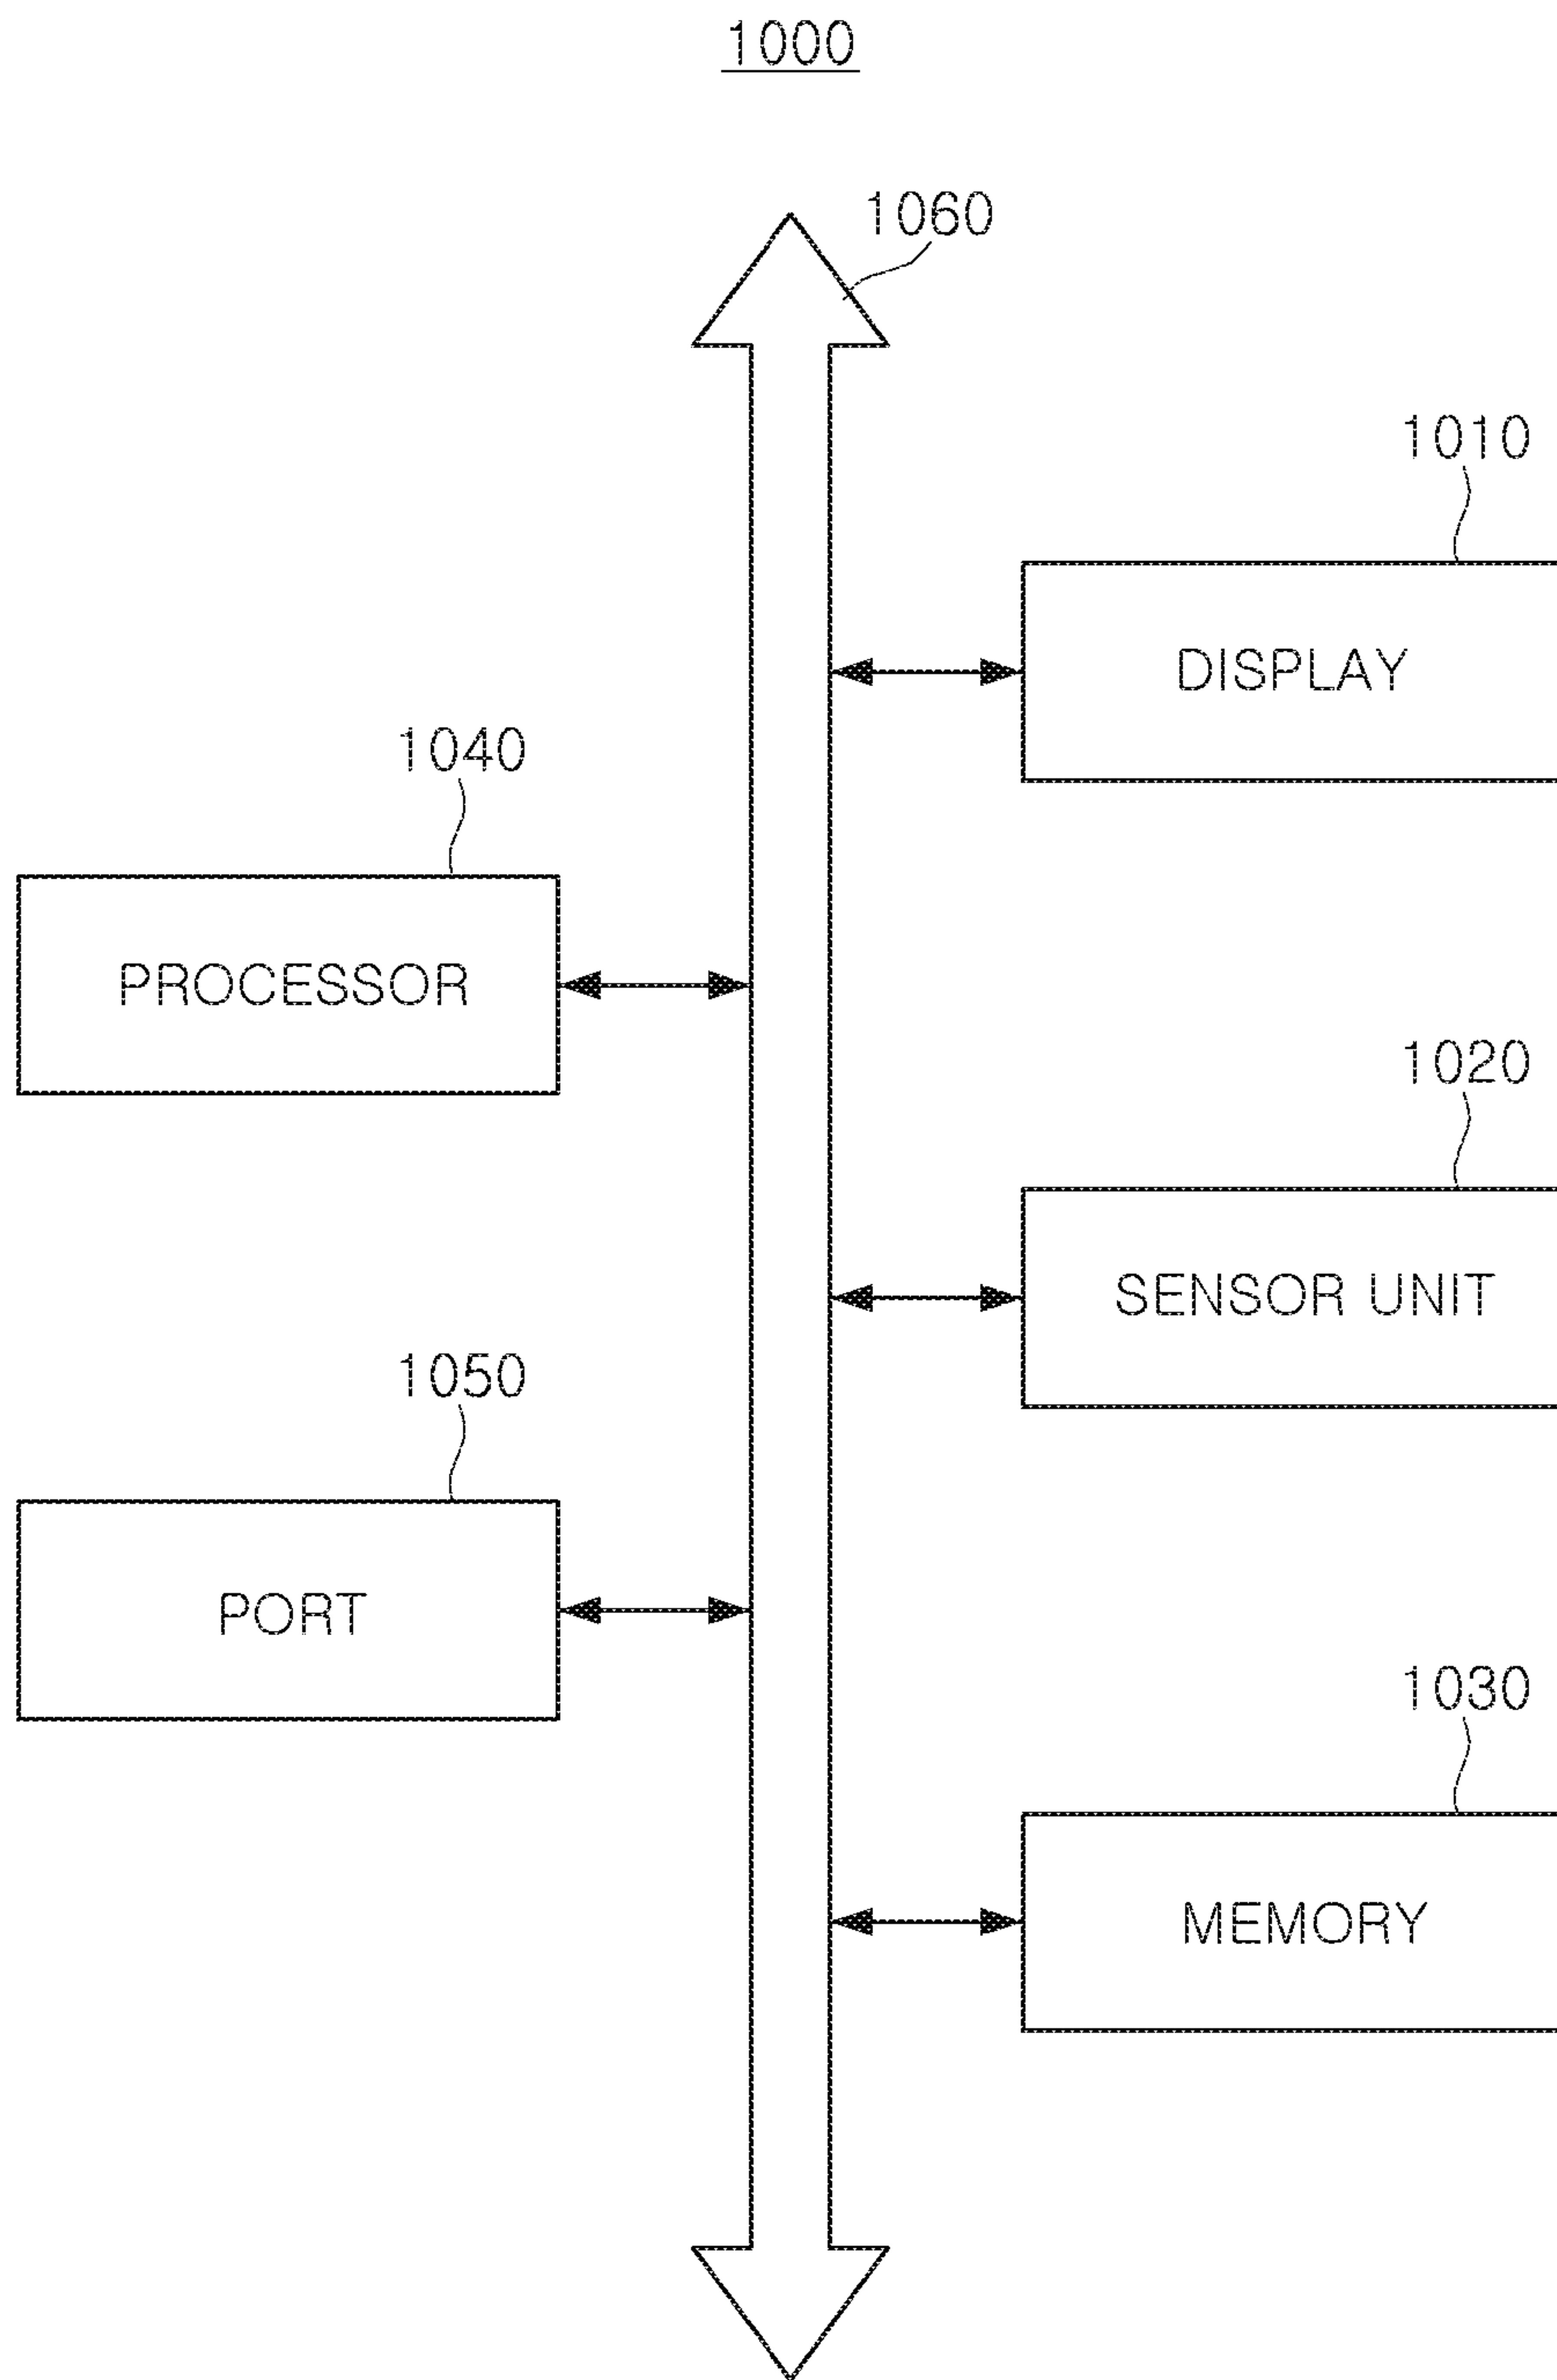 1000
1060
1010
DISPLAY
1040
PROCESSOR
1020
SENSOR UNIT
1050
PORT
1030
MEMORY